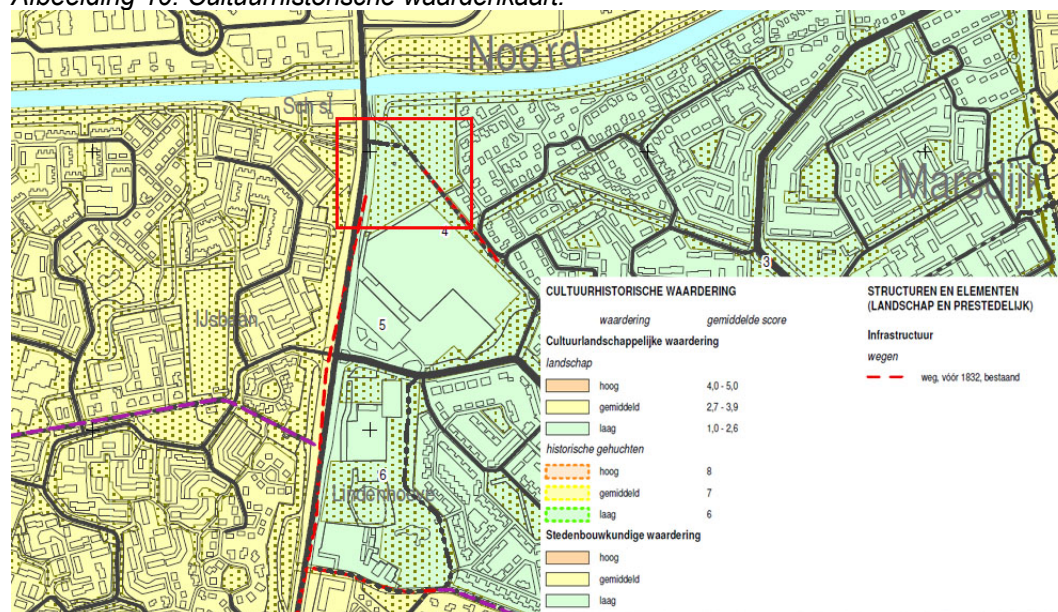 Afbeelding 10: Cultuurhistorische waardenkaart.
Noord-
Marsdijk
IJsbaan
4
3
5
6
CULTUURHISTORISCHE WAARDERING
waardering gemiddelde score
Cultuurlandschappelijke waardering
landschap
hoog 4,0 - 5,0
gemiddeld 2,7 - 3,9
laag 1,0 - 2,6
historische gehuchten
hoog 8
gemiddeld 7
laag 6
Stedenbouwkundige waardering
hoog
gemiddeld
laag
STRUCTUREN EN ELEMENTEN
(LANDSCHAP EN PRESTEDELIJK)
Infrastructuur
wegen
weg, vóór 1832, bestaand